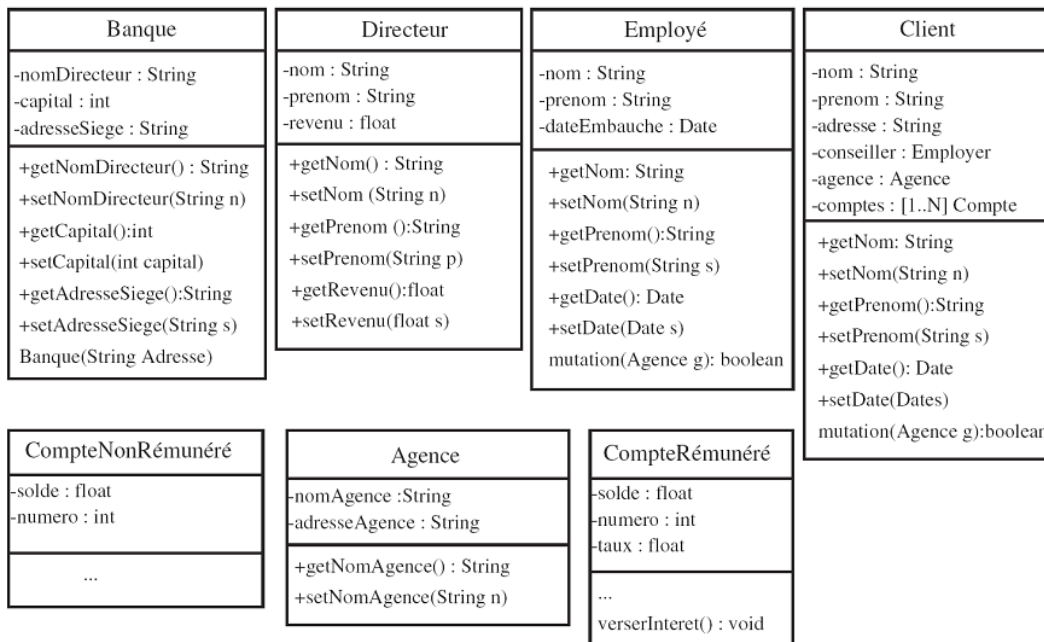 Banque
-nomDirecteur : String
-capital : int
-adresseSiege : String
+getNomDirecteur() : String
+setNomDirecteur(String n)
+getCapital():int
+setCapital(int capital)
+getAdresseSiege():String
+setAdresseSiege(String s)
Banque(String Adresse)
Directeur
-nom : String
-prenom : String
-revenu : float
+getNom() : String
+setNom (String n)
+getPrenom ():String
+setPrenom(String p)
+getRevenu():float
+setRevenu(float s)
Employé
-nom : String
-prenom : String
-dateEmbauche : Date
+getNom: String
+setNom(String n)
+getPrenom():String
+setPrenom(String s)
+getDate(): Date
+setDate(Date s)
mutation(Agence g): boolean
Client
-nom : String
-prenom : String
-adresse : String
-conseiller : Employer
-agence : Agence
-comptes : [1..N] Compte
+getNom: String
+setNom(String n)
+getPrenom():String
+setPrenom(String s)
+getDate(): Date
+setDate(Dates)
mutation(Agence g):boolean
CompteNonRémunéré
-solde : float
-numero : int
...
Agence
-nomAgence :String
-adresseAgence : String
+getNomAgence() : String
+setNomAgence(String n)
CompteRémunéré
-solde : float
-numero : int
-taux : float
...
verserInteret() : void